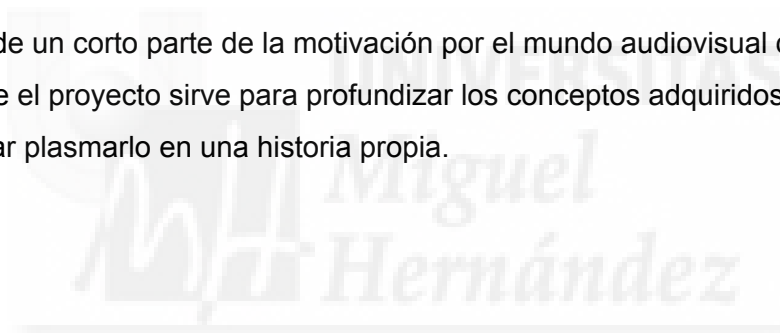 de un corto parte de la motivación por el mundo audiovisual
UNIVERSITAS
e el proyecto sirve para profundizar los conceptos adquiridos
ar plasmarlo en una historia propia.
Miguel
Hernández